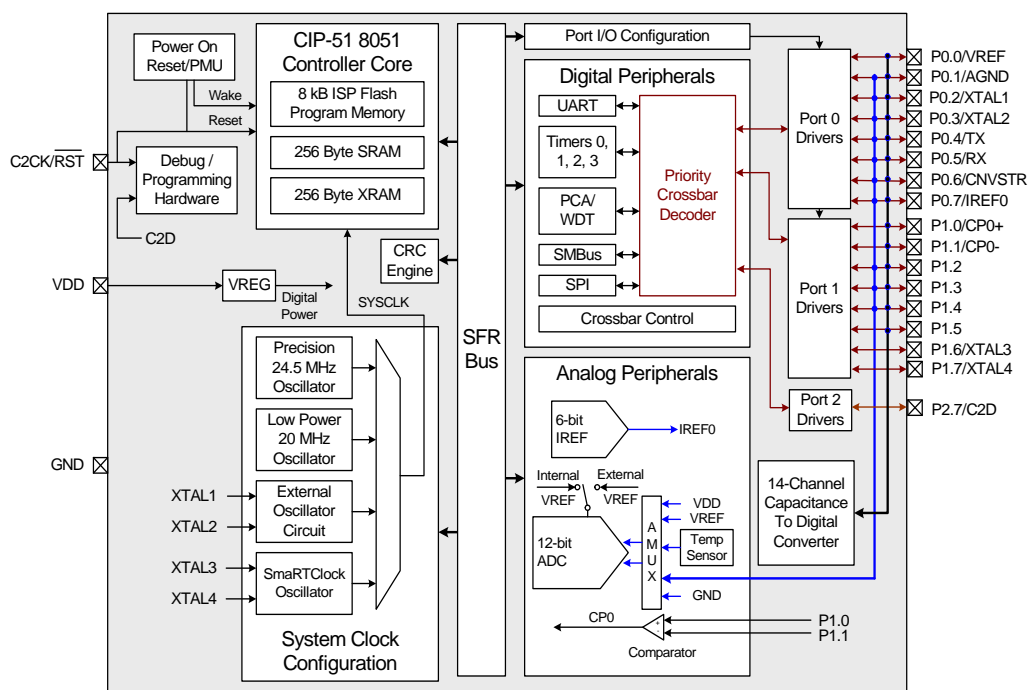 Power On
Reset/PMU
Wake
Reset
C2CK/RST
Debug /
Programming
Hardware
C2D
VDD
VREG
Digital
Power
GND
CIP-51 8051
Controller Core
8 kB ISP Flash
Program Memory
256 Byte SRAM
256 Byte XRAM
CRC
Engine
SYSCLK
Precision
24.5 MHz
Oscillator
Low Power
20 MHz
Oscillator
XTAL1
XTAL2
External
Oscillator
Circuit
XTAL3
XTAL4
SmaRTClock
Oscillator
System Clock
Configuration
SFR
Bus
Port I/O Configuration
Digital Peripherals
UART
Timers 0,
1, 2, 3
PCA/
WDT
SMBus
SPI
Priority
Crossbar
Decoder
Crossbar Control
Analog Peripherals
6-bit
IREF
IREF0
Internal
VREF
External
VREF
12-bit
ADC
A
M
U
X
VDD
VREF
Temp
Sensor
GND
CP0
+
-
Comparator
P1.0
P1.1
Port 0
Drivers
Port 1
Drivers
Port 2
Drivers
14-Channel
Capacitance
To Digital
Converter
P0.0/VREF
P0.1/AGND
P0.2/XTAL1
P0.3/XTAL2
P0.4/TX
P0.5/RX
P0.6/CNVSTR
P0.7/IREF0
P1.0/CP0+
P1.1/CP0-
P1.2
P1.3
P1.4
P1.5
P1.6/XTAL3
P1.7/XTAL4
P2.7/C2D